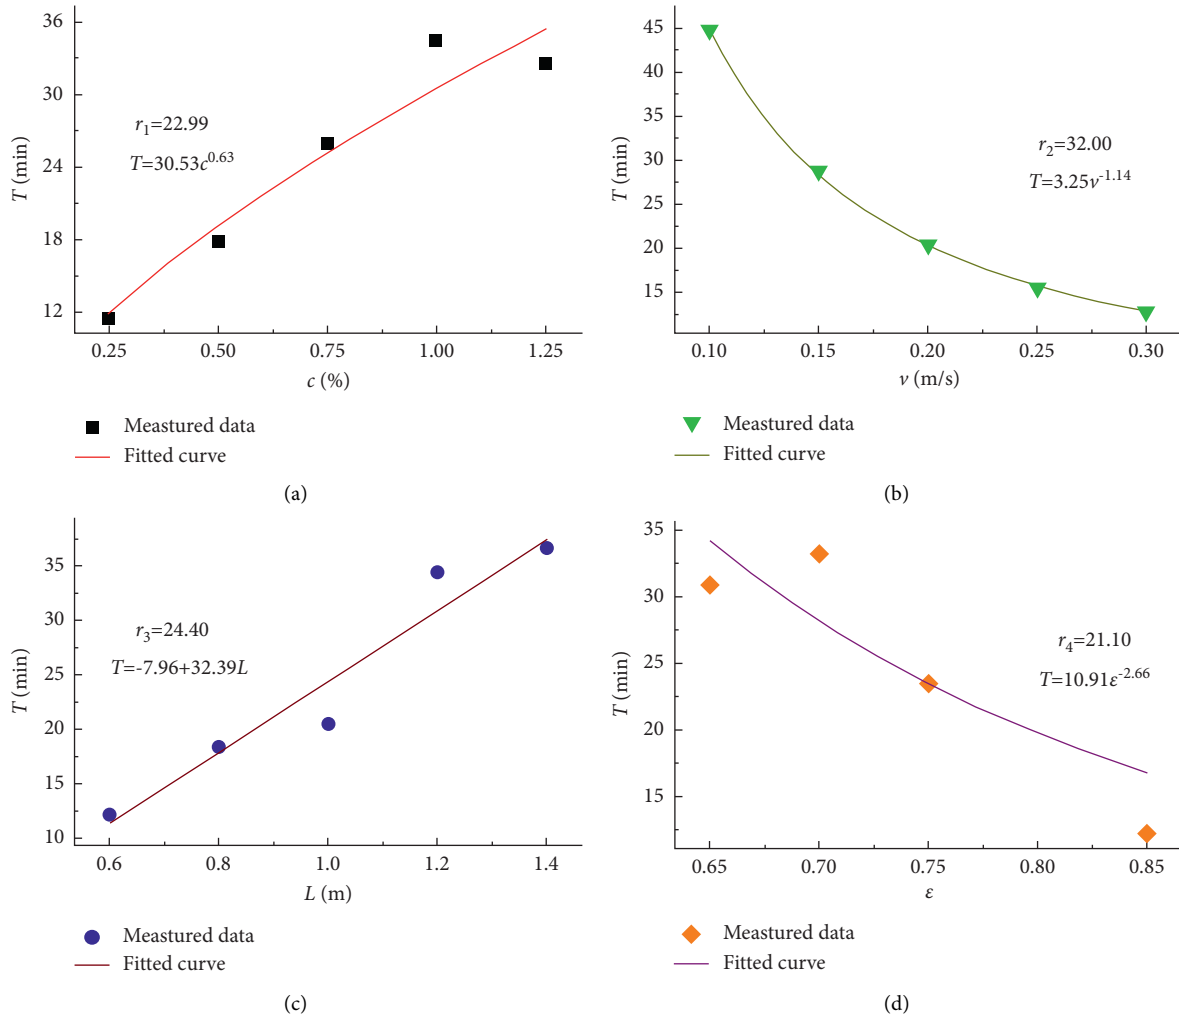 36
30
24
18
12
T (min)
r1=22.99
T=30.53c^0.63
0.25 0.50 0.75 1.00 1.25
c (%)
Meastured data
Fitted curve
(a)
45
40
35
30
25
20
15
T (min)
r2=32.00
T=3.25v^-1.14
0.10 0.15 0.20 0.25 0.30
v (m/s)
Meastured data
Fitted curve
(b)
35
30
25
20
15
10
T (min)
r3=24.40
T=-7.96+32.39L
0.6 0.8 1.0 1.2 1.4
L (m)
Meastured data
Fitted curve
(c)
35
30
25
20
15
T (min)
r4=21.10
T=10.91ε^-2.66
0.65 0.70 0.75 0.80 0.85
ε
Meastured data
Fitted curve
(d)